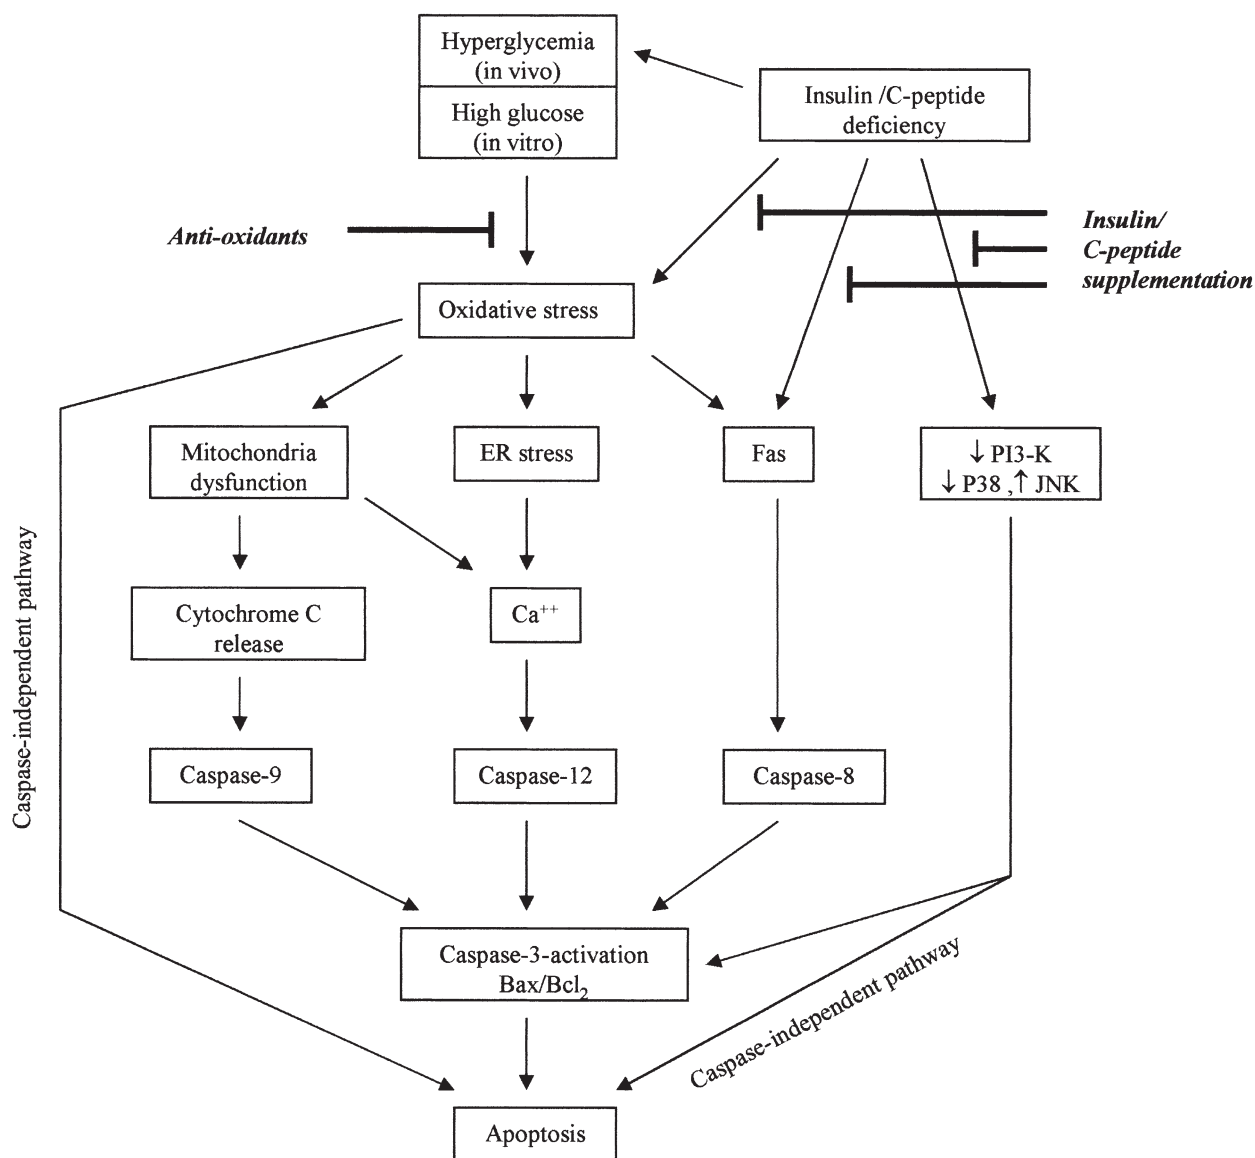 Hyperglycemia
(in vivo)
High glucose
(in vitro)
Insulin /C-peptide
deficiency
Anti-oxidants
Insulin/
C-peptide
supplementation
Oxidative stress
Mitochondria
dysfunction
ER stress
Fas
↓ PI3-K
↓ P38 ,↑ JNK
Caspase-independent pathway
Cytochrome C
release
Ca⁺⁺
Caspase-9
Caspase-12
Caspase-8
Caspase-3-activation
Bax/Bcl₂
Caspase-independent pathway
Apoptosis